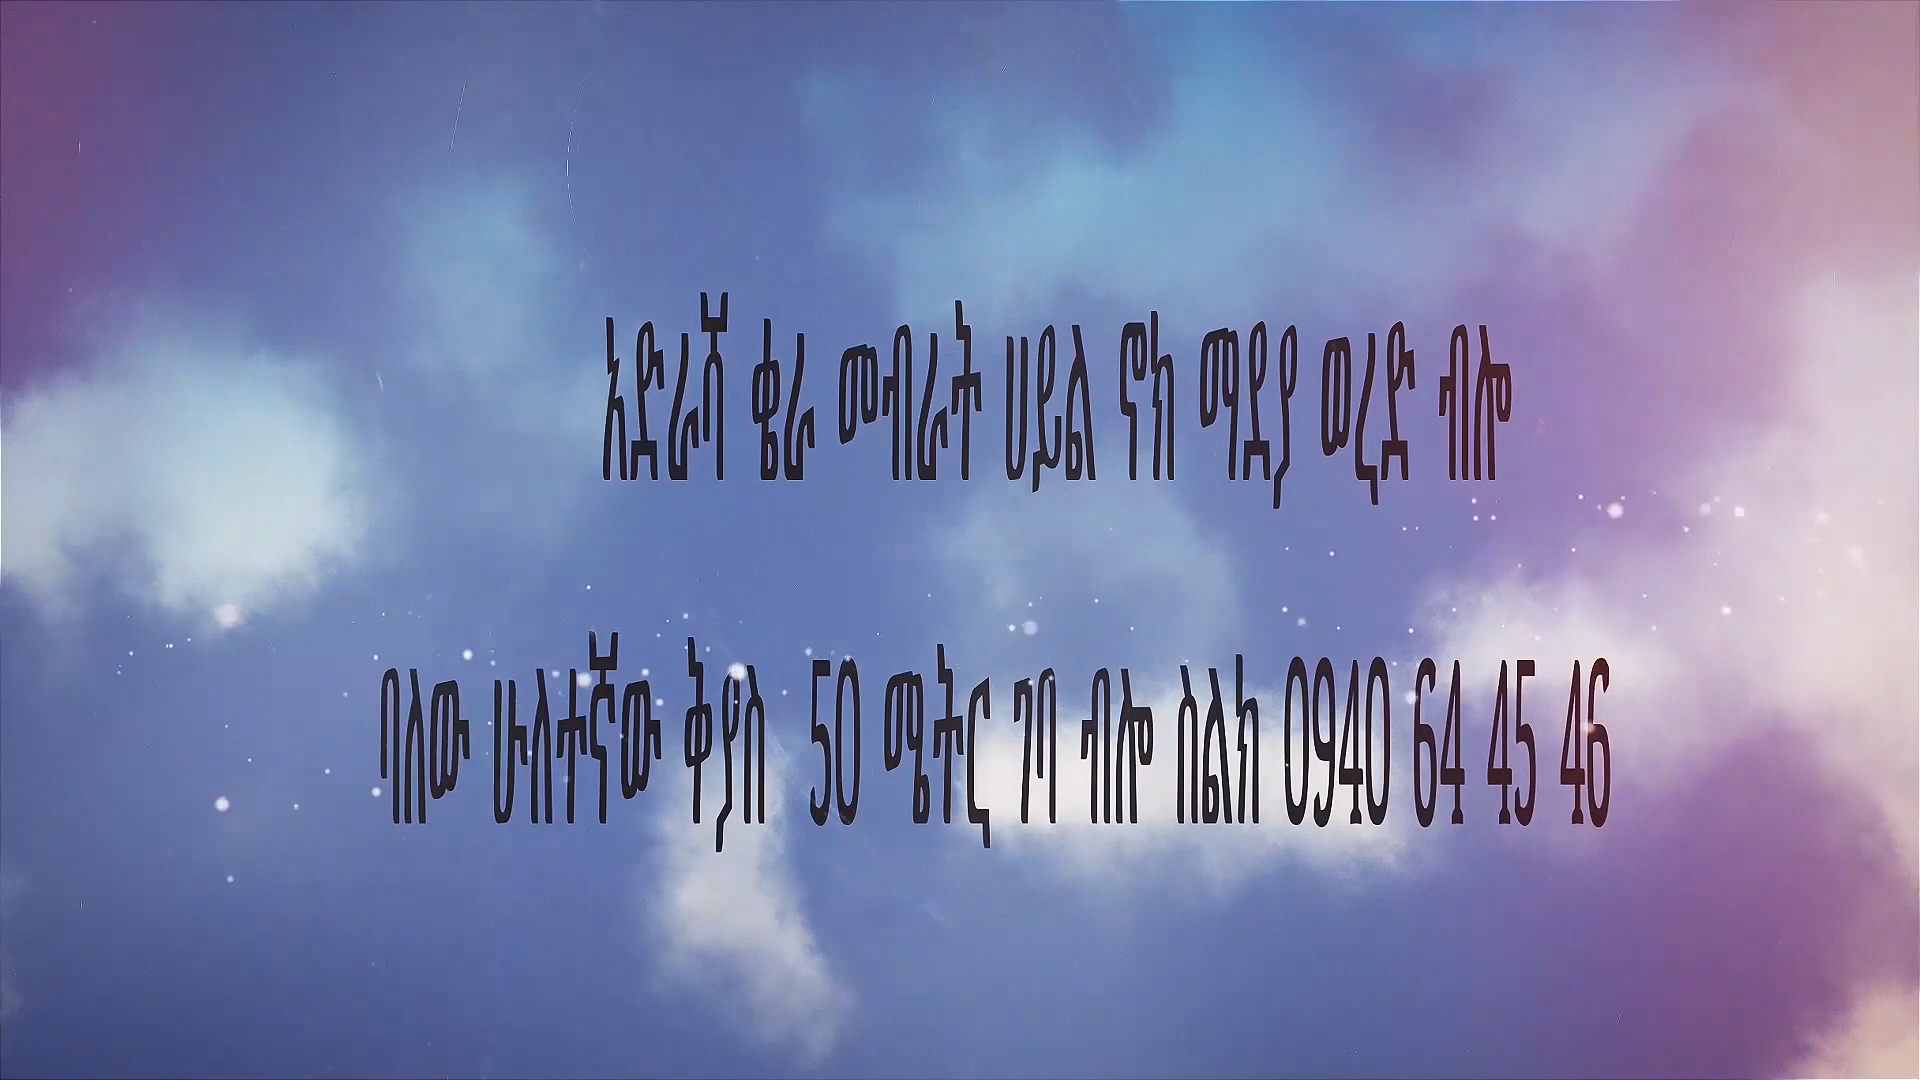 አድራሻ ቄራ መብራት ሀይል ኖክ ማደያ ወረድ ብሎ
ባለው ሁለተኛው ቅያስ 50 ሜትር ገባ ብሎ ስልክ 0940 64 45 46